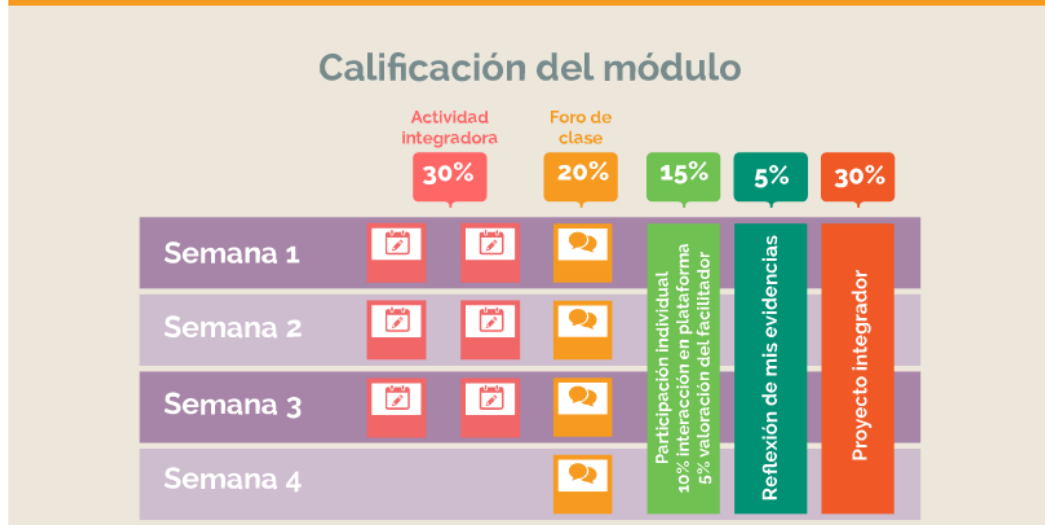 Calificación del módulo
Actividad
integradora
30%
Foro de
clase
20%
15%
5%
30%
Semana 1
Semana 2
Semana 3
Semana 4
Participación individual
10% interacción en plataforma
5% valoración del facilitador
Reflexión de mis evidencias
Proyecto integrador